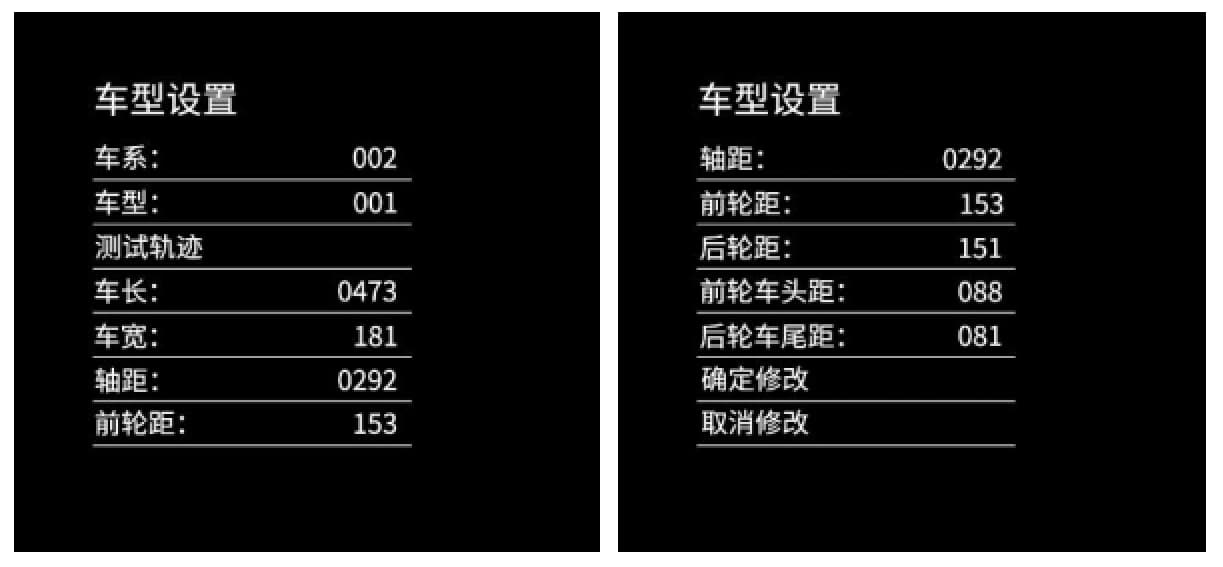 车型设置
车系： 002
车型： 001
测试轨迹
车长： 0473
车宽： 181
轴距： 0292
前轮距： 153
车型设置
轴距： 0292
前轮距： 153
后轮距： 151
前轮车头距： 088
后轮车尾距： 081
确定修改
取消修改